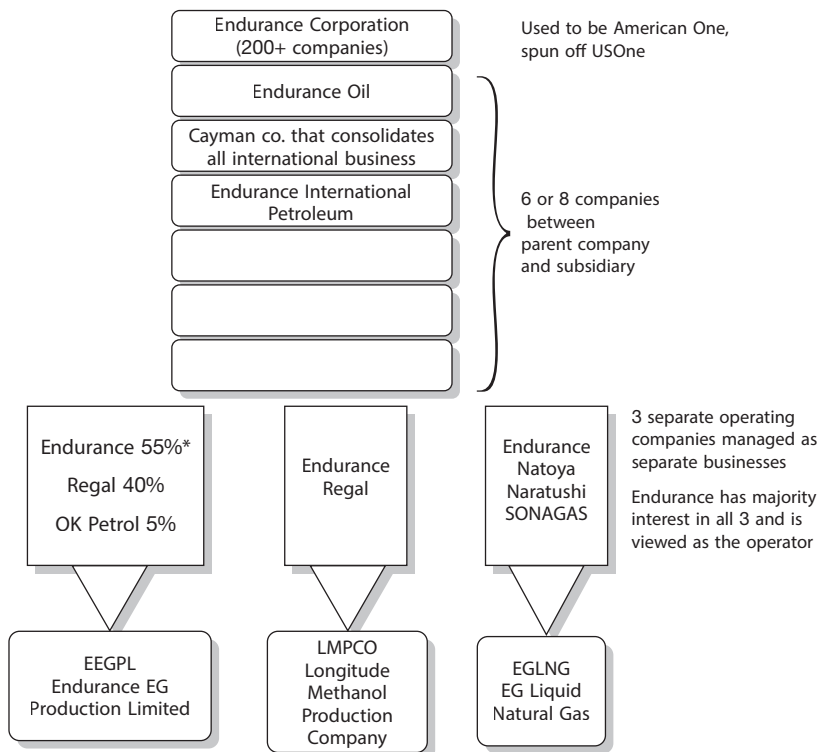 Endurance Corporation
(200+ companies)
Used to be American One,
spun off USOne
Endurance Oil
Cayman co. that consolidates
all international business
Endurance International
Petroleum
6 or 8 companies
between
parent company
and subsidiary
Endurance 55%*
Regal 40%
OK Petrol 5%
Endurance
Regal
Endurance
Natoya
Naratushi
SONAGAS
3 separate operating
companies managed as
separate businesses
Endurance has majority
interest in all 3 and is
viewed as the operator
EEGPL
Endurance EG
Production Limited
LMPCO
Longitude
Methanol
Production
Company
EGLNG
EG Liquid
Natural Gas